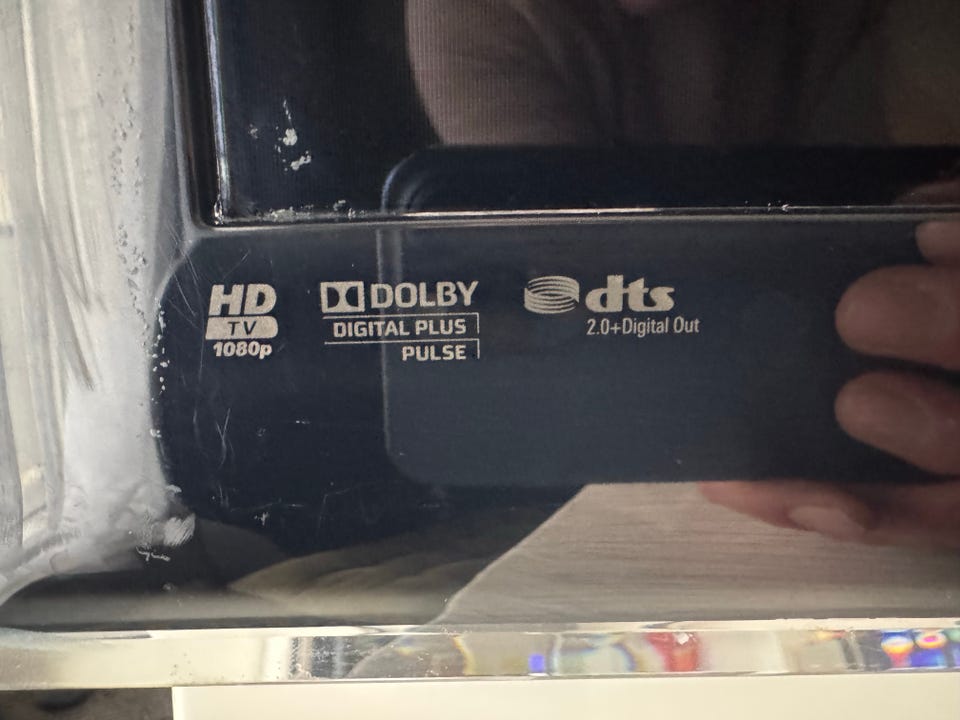 HD
TV
1080p
DOLBY
DIGITAL PLUS
PULSE
dts
2.0+Digital Out